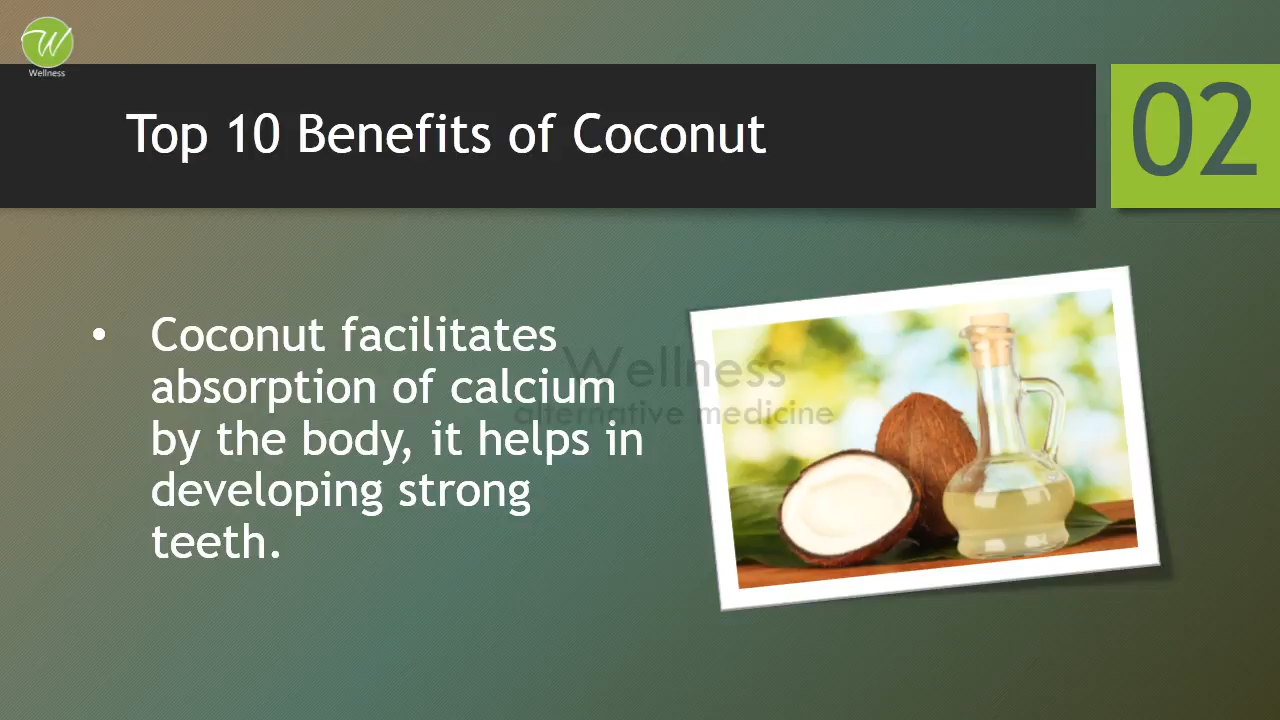 W
Wellness
Top 10 Benefits of Coconut
02
• Coconut facilitates
absorption of calcium
by the body, it helps in
developing strong
teeth.
Wellness
alternative medicine